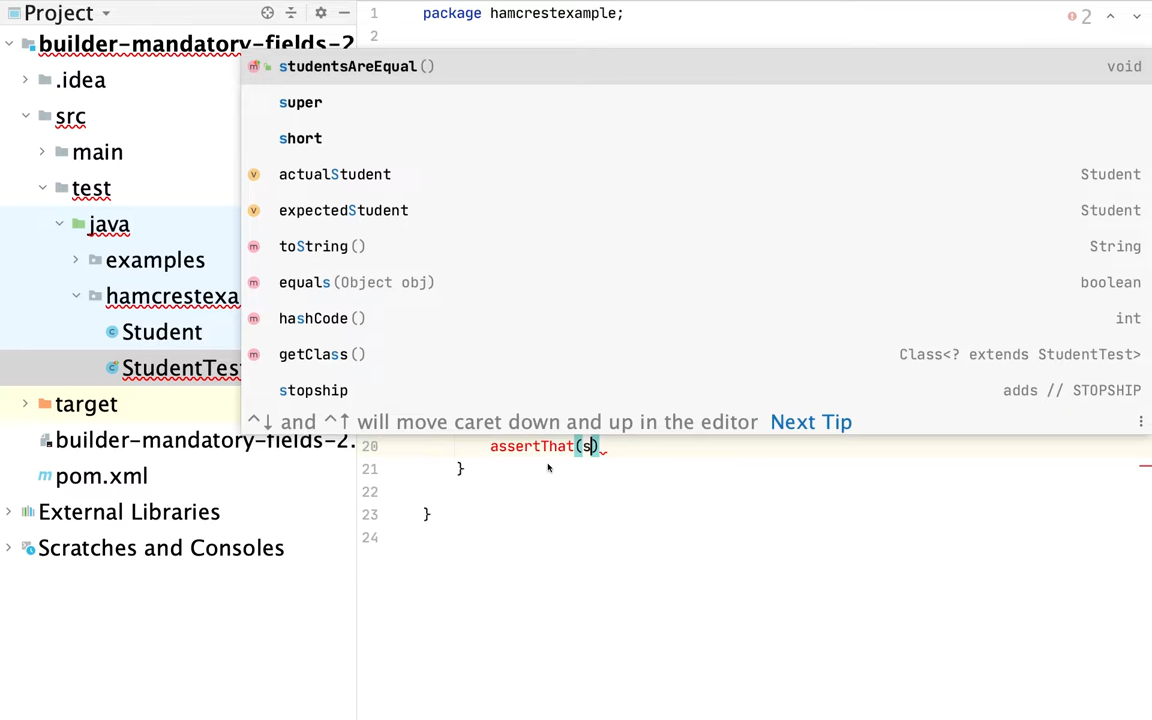 Project
1 package hamcrestexample;
2
2
builder-mandatory-fields-2
.idea
src
main
test
java
examples
hamcrestexa
Student
StudentTes
target
builder-mandatory-fields-2.
pom.xml
External Libraries
Scratches and Consoles
studentsAreEqual() void
super
short
actualStudent Student
expectedStudent Student
toString() String
equals(Object obj) boolean
hashCode() int
getClass() Class<? extends StudentTest>
stopship adds // STOPSHIP
^↓ and ^↑ will move caret down and up in the editor Next Tip
20 assertThat(s)
21 }
22
23 }
24